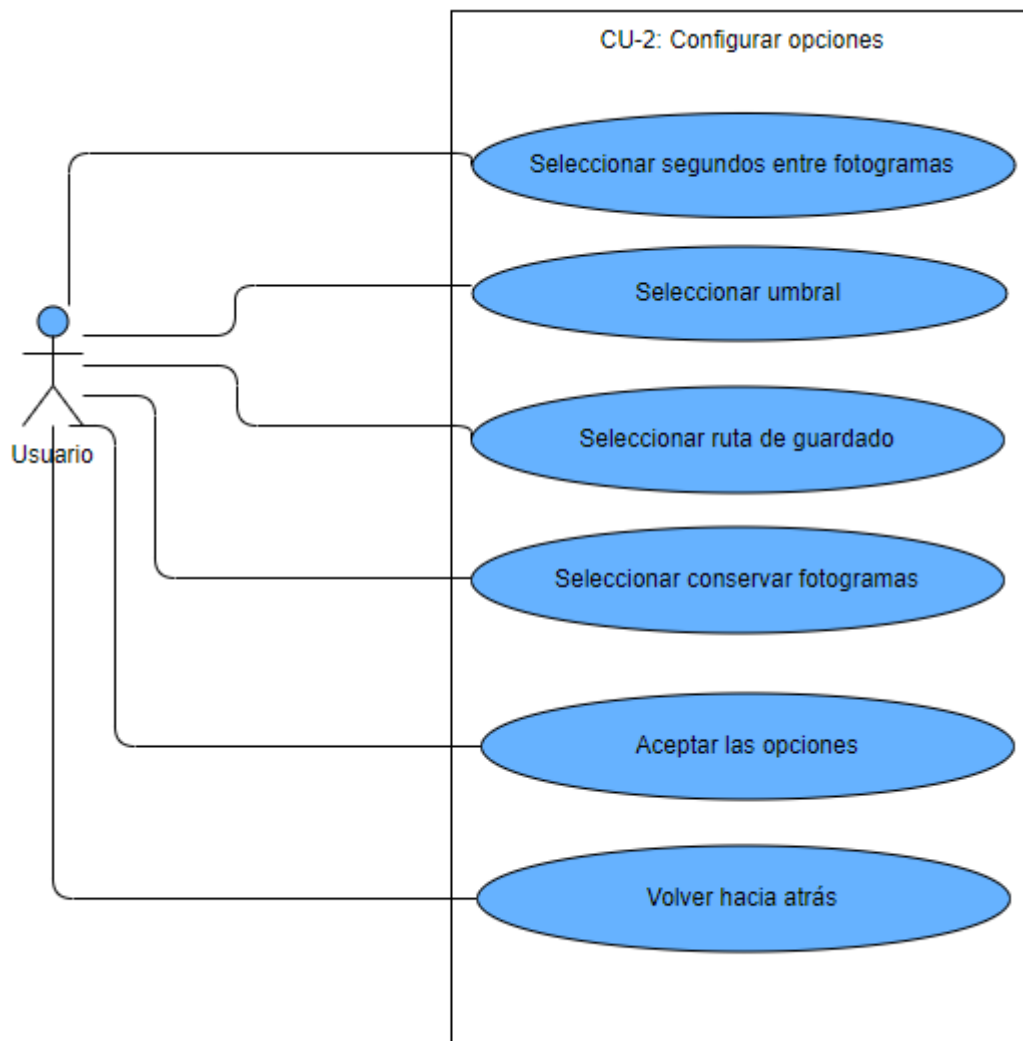 CU-2: Configurar opciones
Seleccionar segundos entre fotogramas
Seleccionar umbral
Seleccionar ruta de guardado
Usuario
Seleccionar conservar fotogramas
Aceptar las opciones
Volver hacia atrás